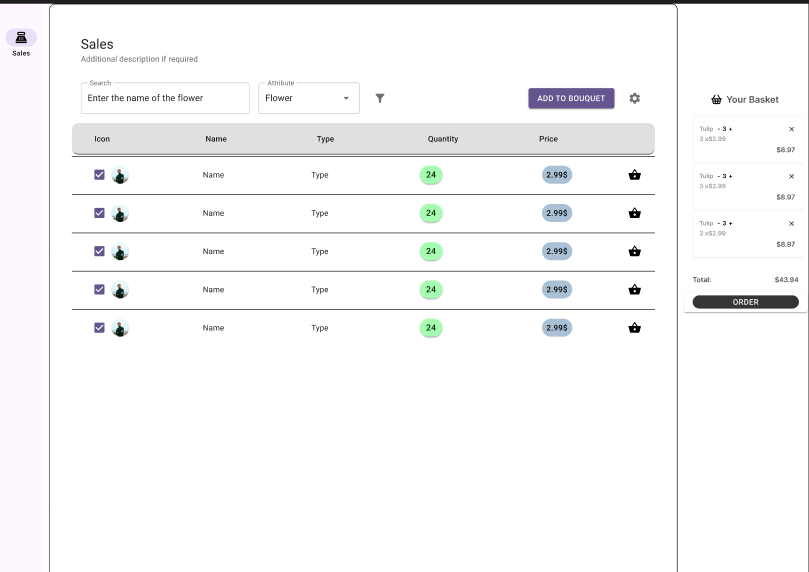 Sales
Sales
Additional description if required
Search
Enter the name of the flower
Attribute
Flower
ADD TO BOUQUET
Icon Name Type Quantity Price
Name Type 24 2.99$
Name Type 24 2.99$
Name Type 24 2.99$
Name Type 24 2.99$
Name Type 24 2.99$
Your Basket
Tulip - 3 +
3 x$2.99
$8.97
Tulip - 3 +
3 x$2.99
$8.97
Tulip - 3 +
3 x$2.99
$8.97
Total: $43.94
ORDER